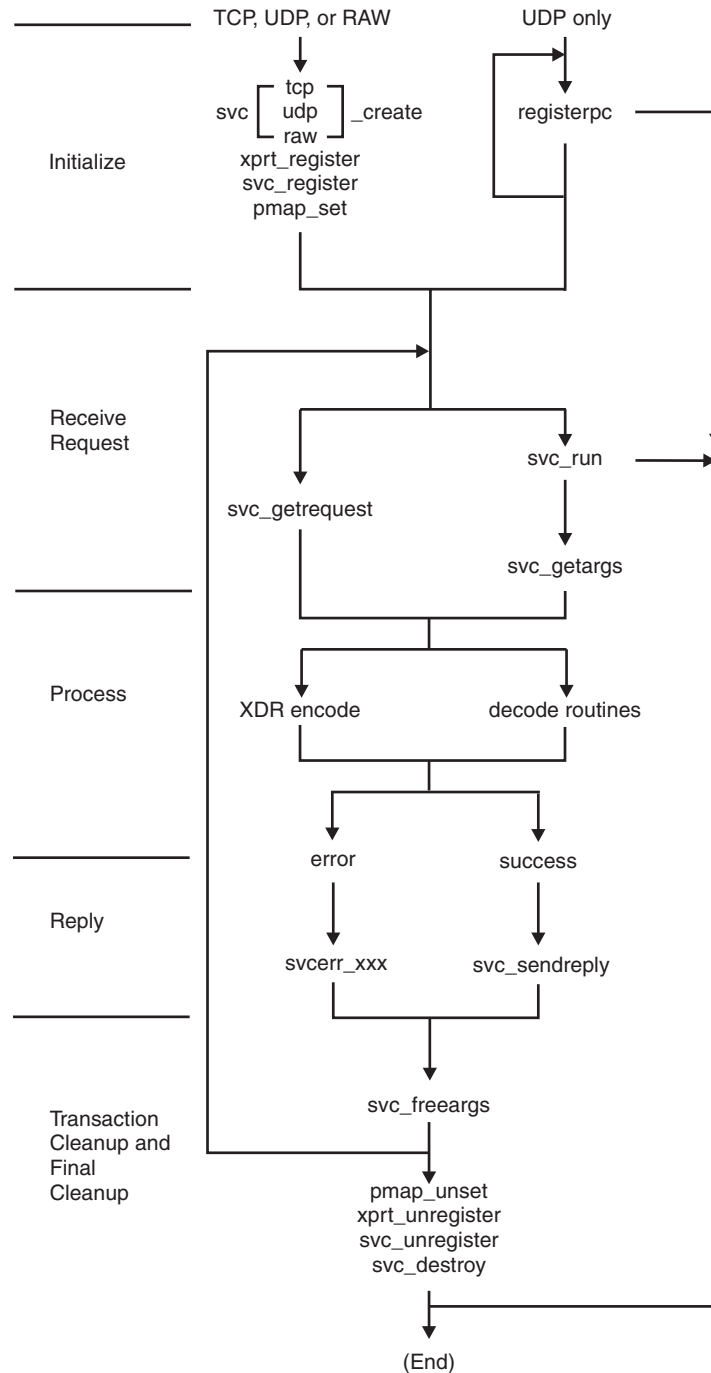 TCP, UDP, or RAW
UDP only
Initialize
svc
tcp
udp
raw
_create
xprt_register
svc_register
pmap_set
registerpc
Receive
Request
svc_run
svc_getrequest
svc_getargs
Process
XDR encode
decode routines
error
success
Reply
svcerr_xxx
svc_sendreply
Transaction
Cleanup and
Final
Cleanup
svc_freeargs
pmap_unset
xprt_unregister
svc_unregister
svc_destroy
(End)